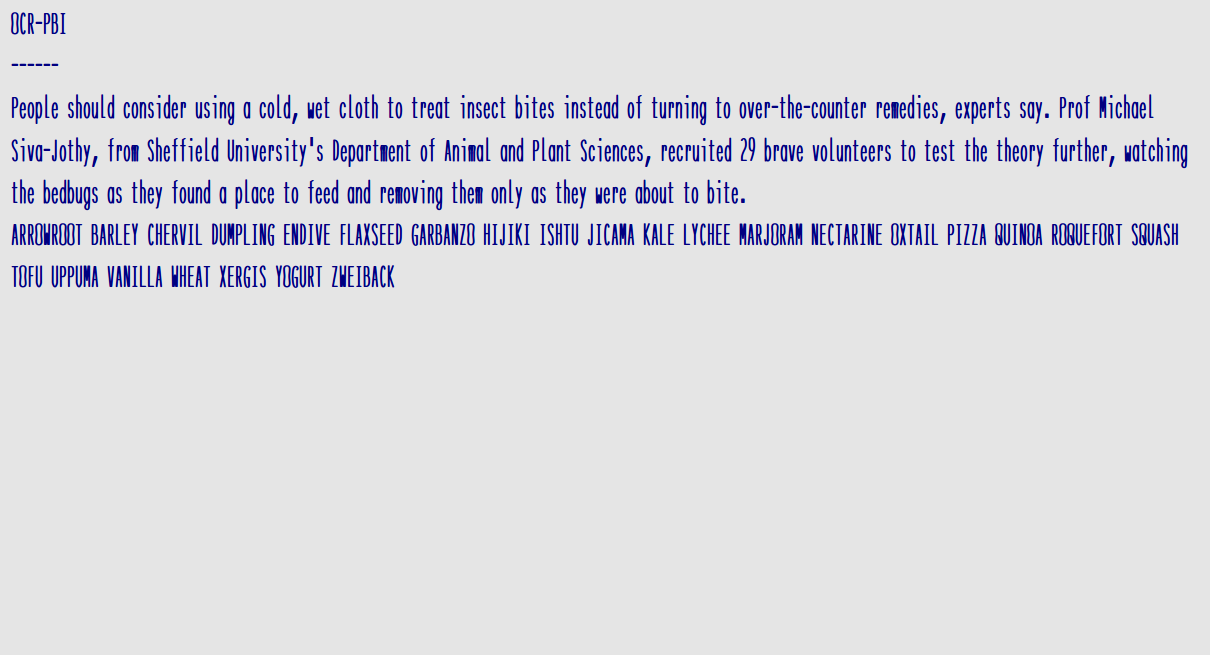 OCR-PBI
------
People should consider using a cold, wet cloth to treat insect bites instead of turning to over-the-counter remedies, experts say. Prof Michael
Siva-Jothy, from Sheffield University's Department of Animal and Plant Sciences, recruited 29 brave volunteers to test the theory further, watching
the bedbugs as they found a place to feed and removing them only as they were about to bite.
ARROWROOT BARLEY CHERVIL DUMPLING ENDIVE FLAXSEED GARBANZO HIJIKI ISHTU JICAMA KALE LYCHEE MARJORAM NECTARINE OXTAIL PIZZA QUINOA ROQUEFORT SQUASH
TOFU UPPUMA VANILLA WHEAT XERGIS YOGURT ZWEIBACK